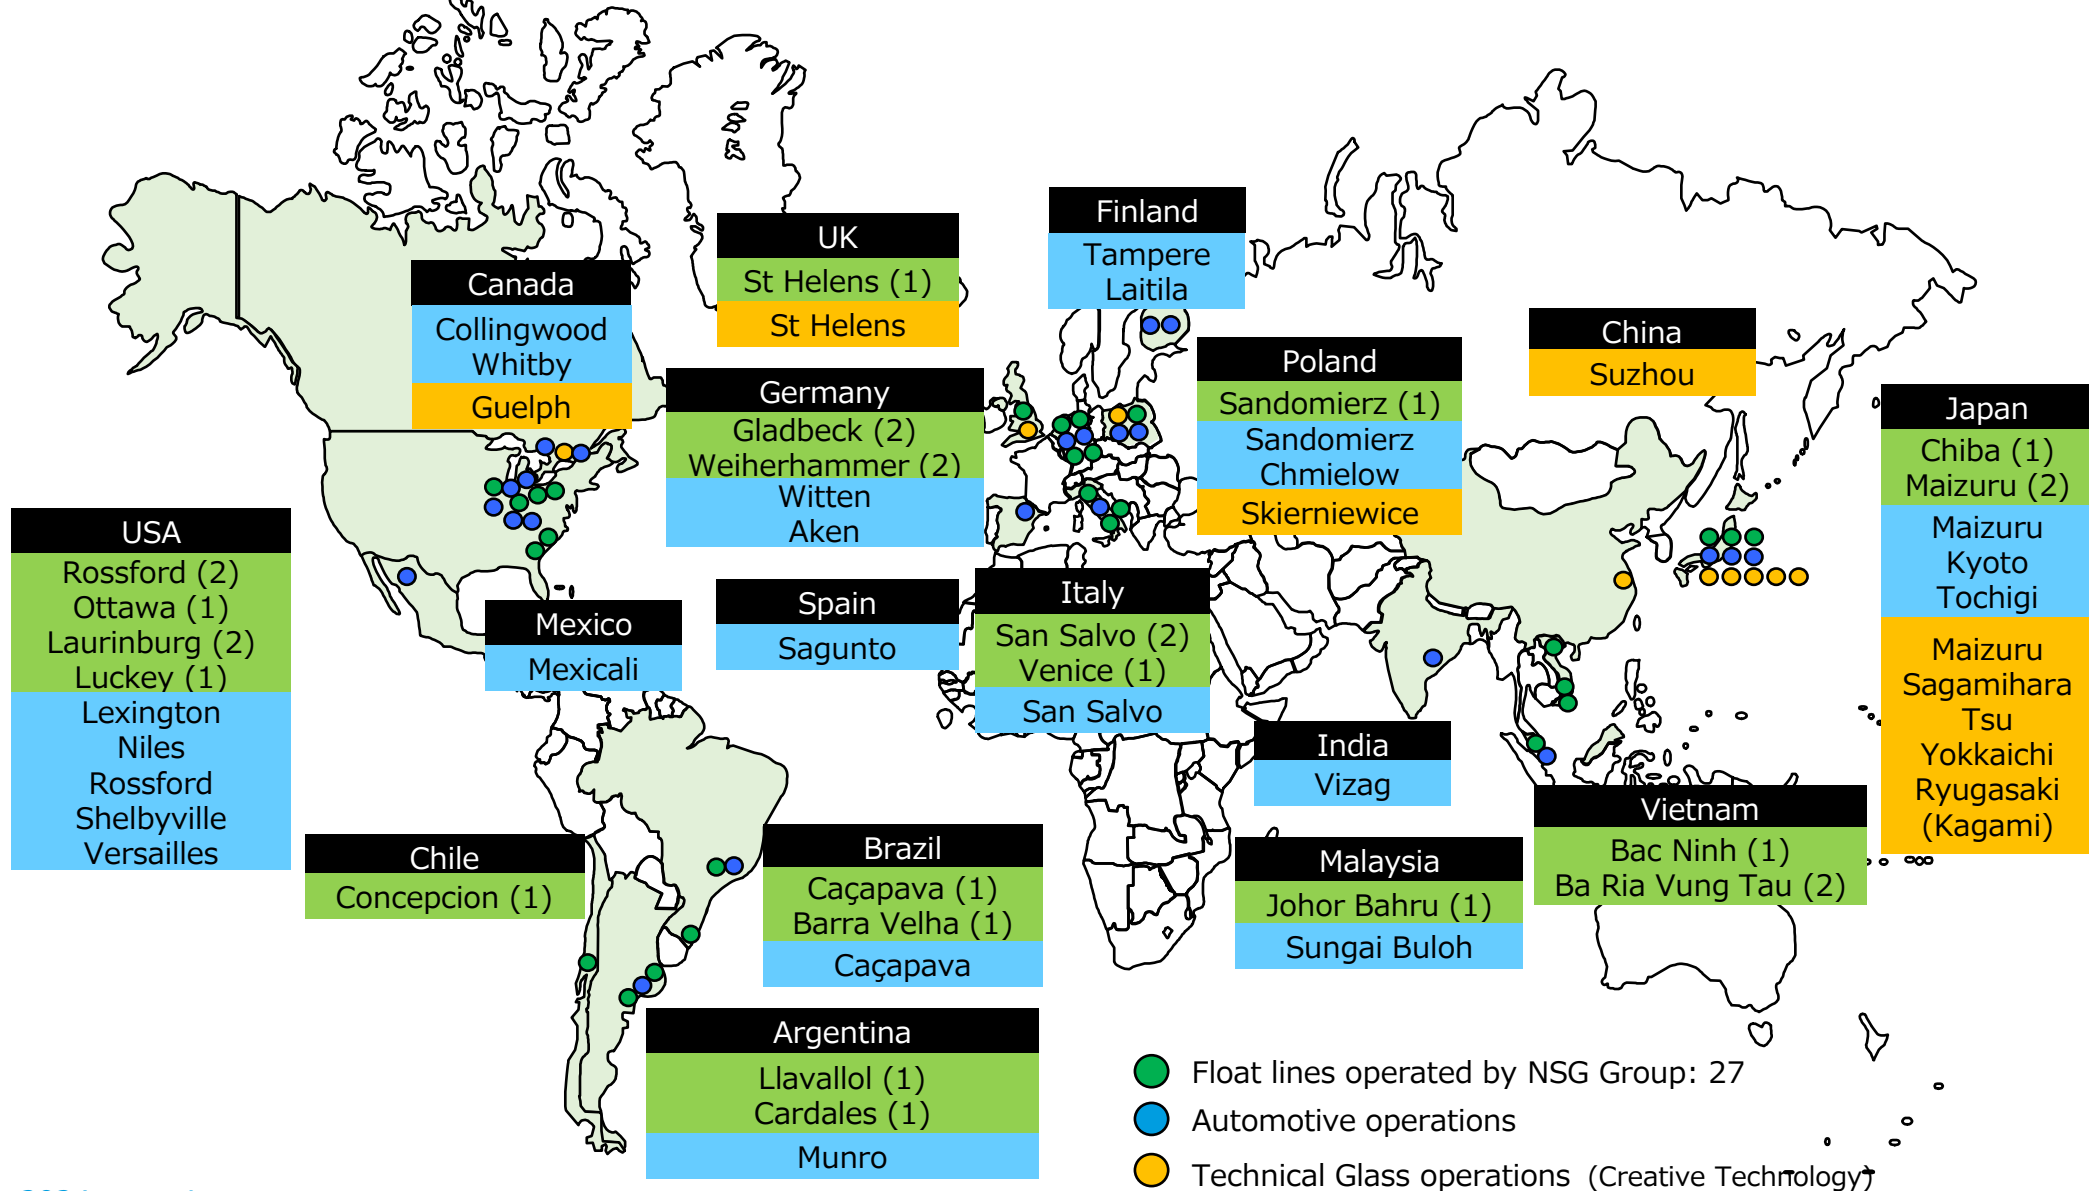 Finland
Tampere
Laitila
UK
St Helens (1)
St Helens
Canada
Collingwood
Whitby
Guelph
China
Suzhou
Poland
Sandomierz (1)
Sandomierz
Chmielow
Skierniewice
Germany
Gladbeck (2)
Weiherhammer (2)
Witten
Aken
Japan
Chiba (1)
Maizuru (2)
Maizuru
Kyoto
Tochigi
Maizuru
Sagamihara
Tsu
Yokkaichi
Ryugasaki
(Kagami)
USA
Rossford (2)
Ottawa (1)
Laurinburg (2)
Luckey (1)
Lexington
Niles
Rossford
Shelbyville
Versailles
Mexico
Mexicali
Spain
Sagunto
Italy
San Salvo (2)
Venice (1)
San Salvo
India
Vizag
Vietnam
Bac Ninh (1)
Ba Ria Vung Tau (2)
Chile
Concepcion (1)
Brazil
Caçapava (1)
Barra Velha (1)
Caçapava
Malaysia
Johor Bahru (1)
Sungai Buloh
Argentina
Llavallol (1)
Cardales (1)
Munro
Float lines operated by NSG Group: 27
Automotive operations
Technical Glass operations (Creative Technology)